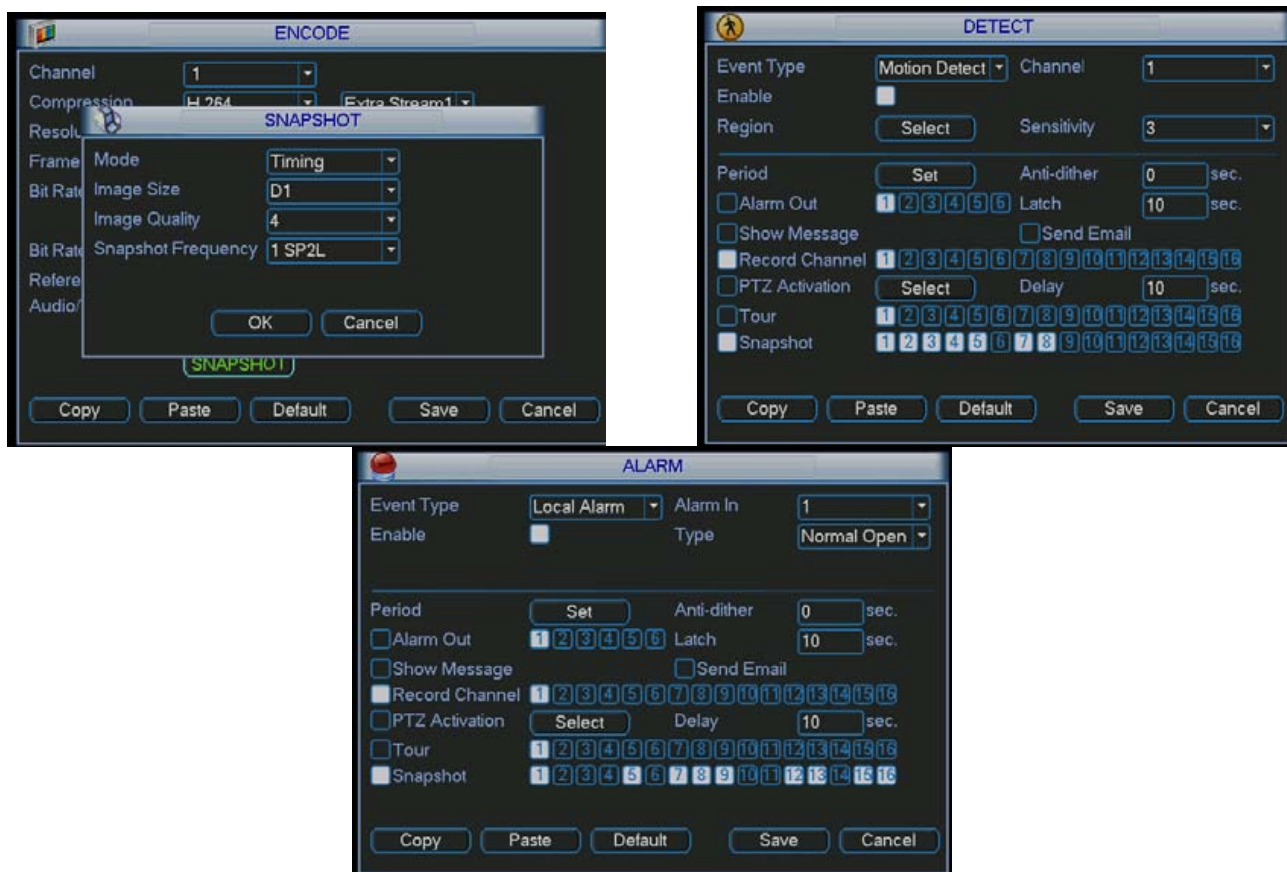 ENCODE
Channel 1
Compression H.264 Extra Stream1
SNAPSHOT
Resolu
Frame
Mode Timing
Bit Rate
Image Size D1
Image Quality 4
Bit Rate
Snapshot Frequency 1 SP2L
Refere
Audio/
OK Cancel
SNAPSHOT
Copy Paste Default Save Cancel
DETECT
Event Type Motion Detect Channel 1
Enable
Region Select Sensitivity 3
Period Set Anti-dither 0 sec.
Alarm Out 1 2 3 4 5 6 Latch 10 sec.
Show Message Send Email
Record Channel 1 2 3 4 5 6 7 8 9 10 11 12 13 14 15 16
PTZ Activation Select Delay 10 sec.
Tour 1 2 3 4 5 6 7 8 9 10 11 12 13 14 15 16
Snapshot 1 2 3 4 5 6 7 8 9 10 11 12 13 14 15 16
Copy Paste Default Save Cancel
ALARM
Event Type Local Alarm Alarm In 1
Enable Type Normal Open
Period Set Anti-dither 0 sec.
Alarm Out 1 2 3 4 5 6 Latch 10 sec.
Show Message Send Email
Record Channel 1 2 3 4 5 6 7 8 9 10 11 12 13 14 15 16
PTZ Activation Select Delay 10 sec.
Tour 1 2 3 4 5 6 7 8 9 10 11 12 13 14 15 16
Snapshot 1 2 3 4 5 6 7 8 9 10 11 12 13 14 15 16
Copy Paste Default Save Cancel